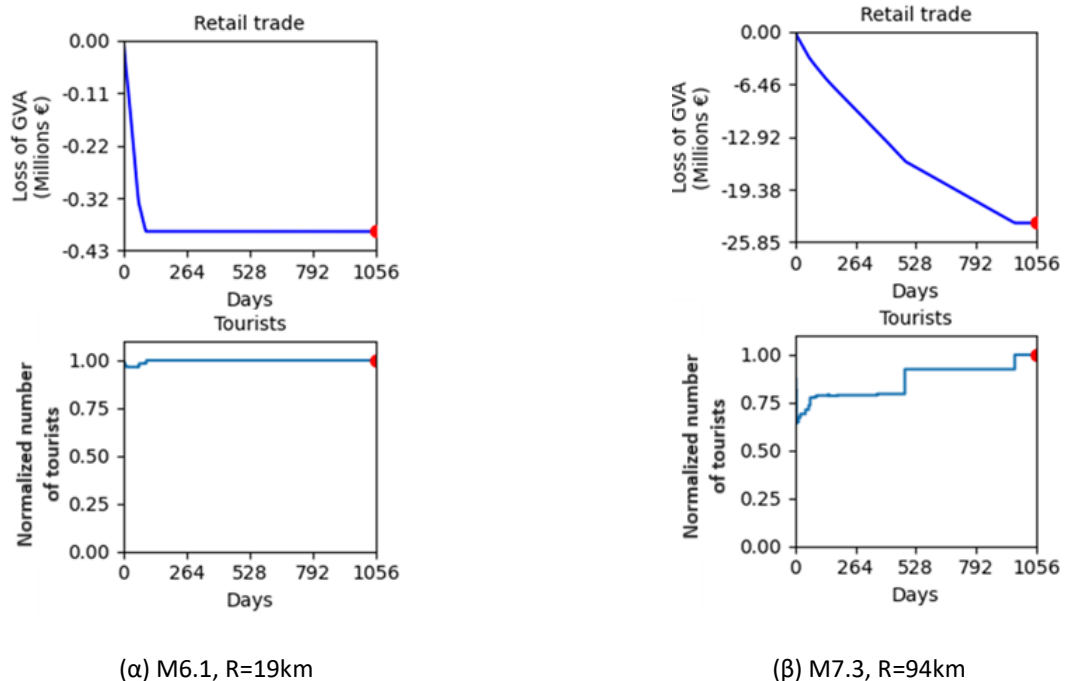 Retail trade
0.00
-0.11
-0.22
-0.32
-0.43
Loss of GVA
(Millions €)
0 264 528 792 1056
Days
Tourists
1.00
0.75
0.50
0.25
0.00
Normalized number
of tourists
0 264 528 792 1056
Days
(α) M6.1, R=19km
Retail trade
0.00
-6.46
-12.92
-19.38
-25.85
Loss of GVA
(Millions €)
0 264 528 792 1056
Days
Tourists
1.00
0.75
0.50
0.25
0.00
Normalized number
of tourists
0 264 528 792 1056
Days
(β) M7.3, R=94km